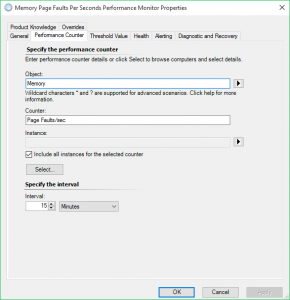 Memory Page Faults Per Seconds Performance Monitor Properties
Product Knowledge Overrides
General Performance Counter Threshold Value Health Alerting Diagnostic and Recovery
Specify the performance counter
Enter performance counter details or click Select to browse computers and select details.
Object:
Memory
Wildcard characters * and ? are supported for advanced scenarios. Click help for more
information.
Counter:
Page Faults/sec
Instance:
Include all instances for the selected counter
Select...
Specify the interval
Interval:
15 Minutes
OK Cancel Apply